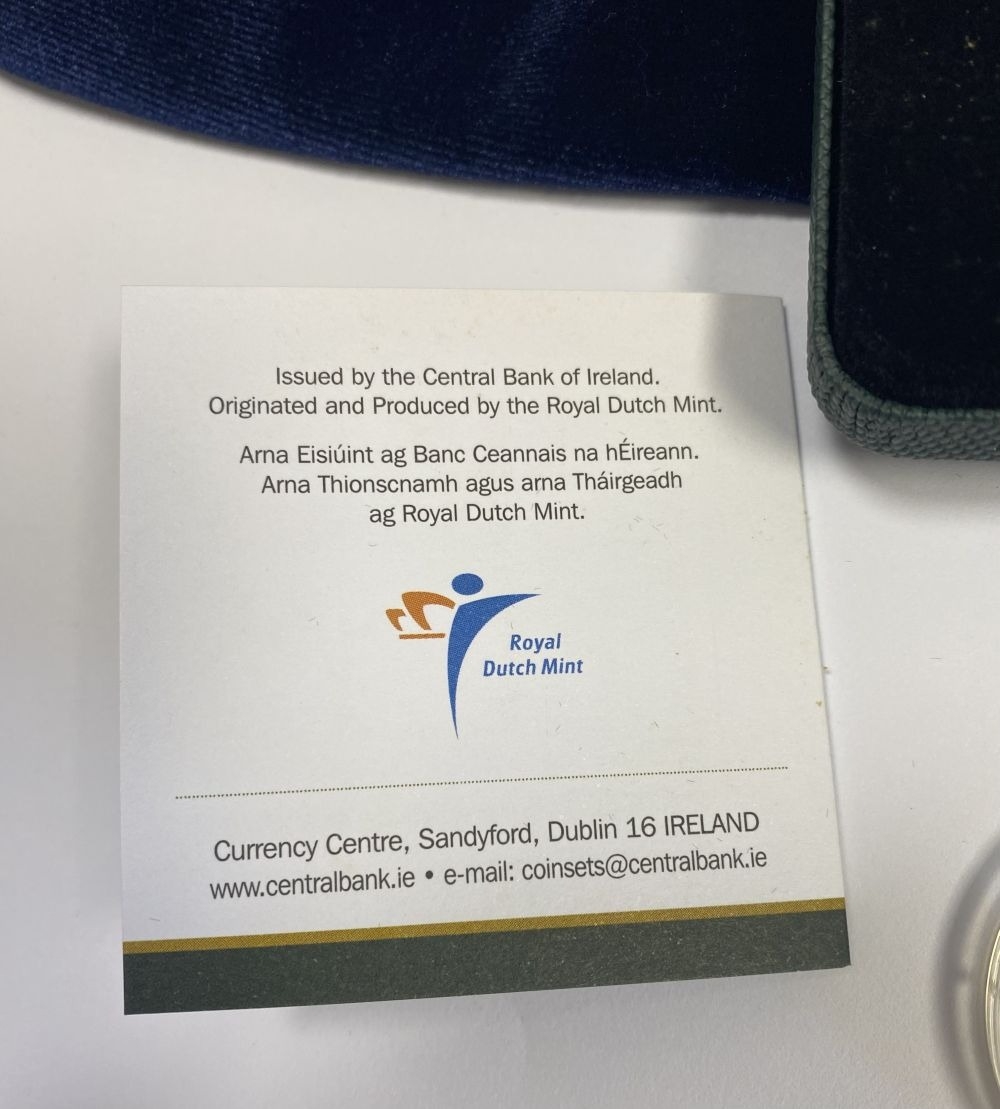 Issued by the Central Bank of Ireland.
Originated and Produced by the Royal Dutch Mint.
Arna Eisiúint ag Banc Ceannais na hÉireann.
Arna Thionscnamh agus arna Tháirgeadh
ag Royal Dutch Mint.
Royal
Dutch Mint
Currency Centre, Sandyford, Dublin 16 IRELAND
www.centralbank.ie • e-mail: coinsets@centralbank.ie